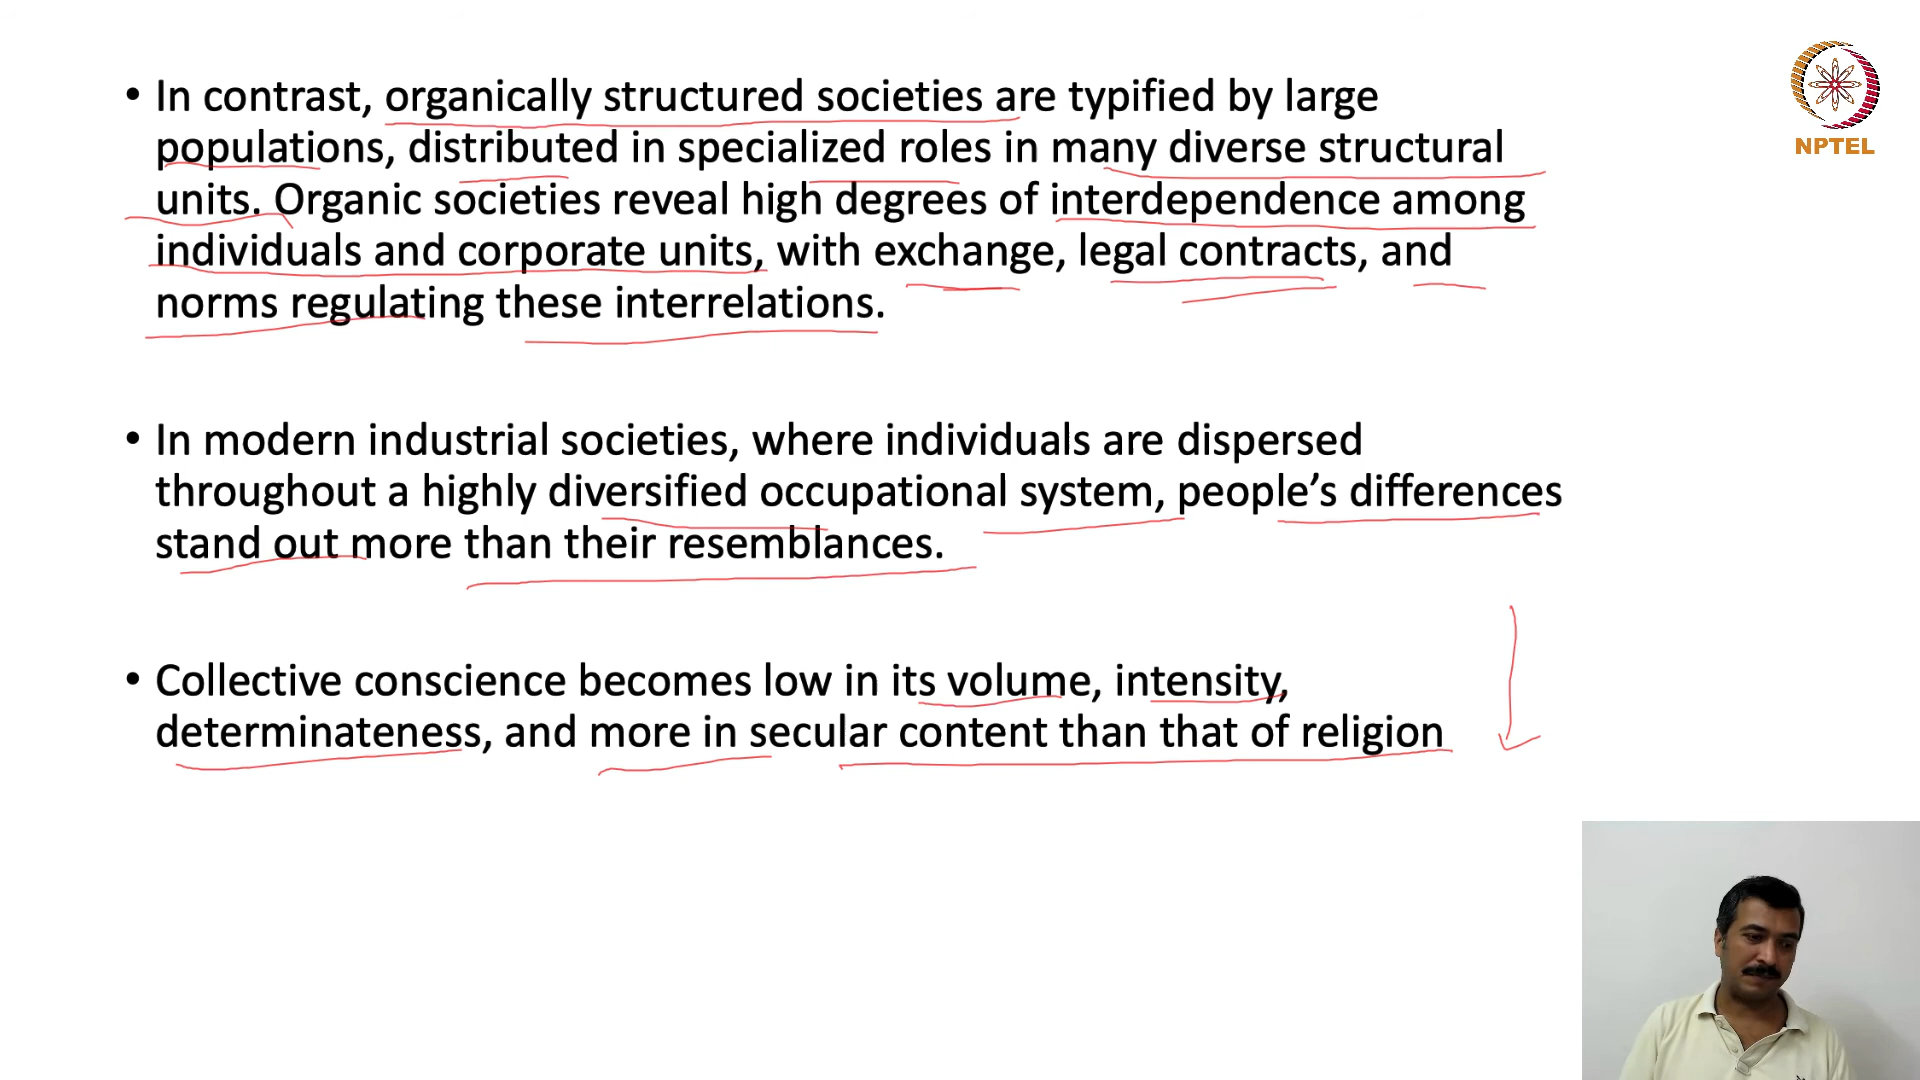 • In contrast, organically structured societies are typified by large
populations, distributed in specialized roles in many diverse structural
units. Organic societies reveal high degrees of interdependence among
individuals and corporate units, with exchange, legal contracts, and
norms regulating these interrelations.
• In modern industrial societies, where individuals are dispersed
throughout a highly diversified occupational system, people’s differences
stand out more than their resemblances.
• Collective conscience becomes low in its volume, intensity,
determinateness, and more in secular content than that of religion
NPTEL